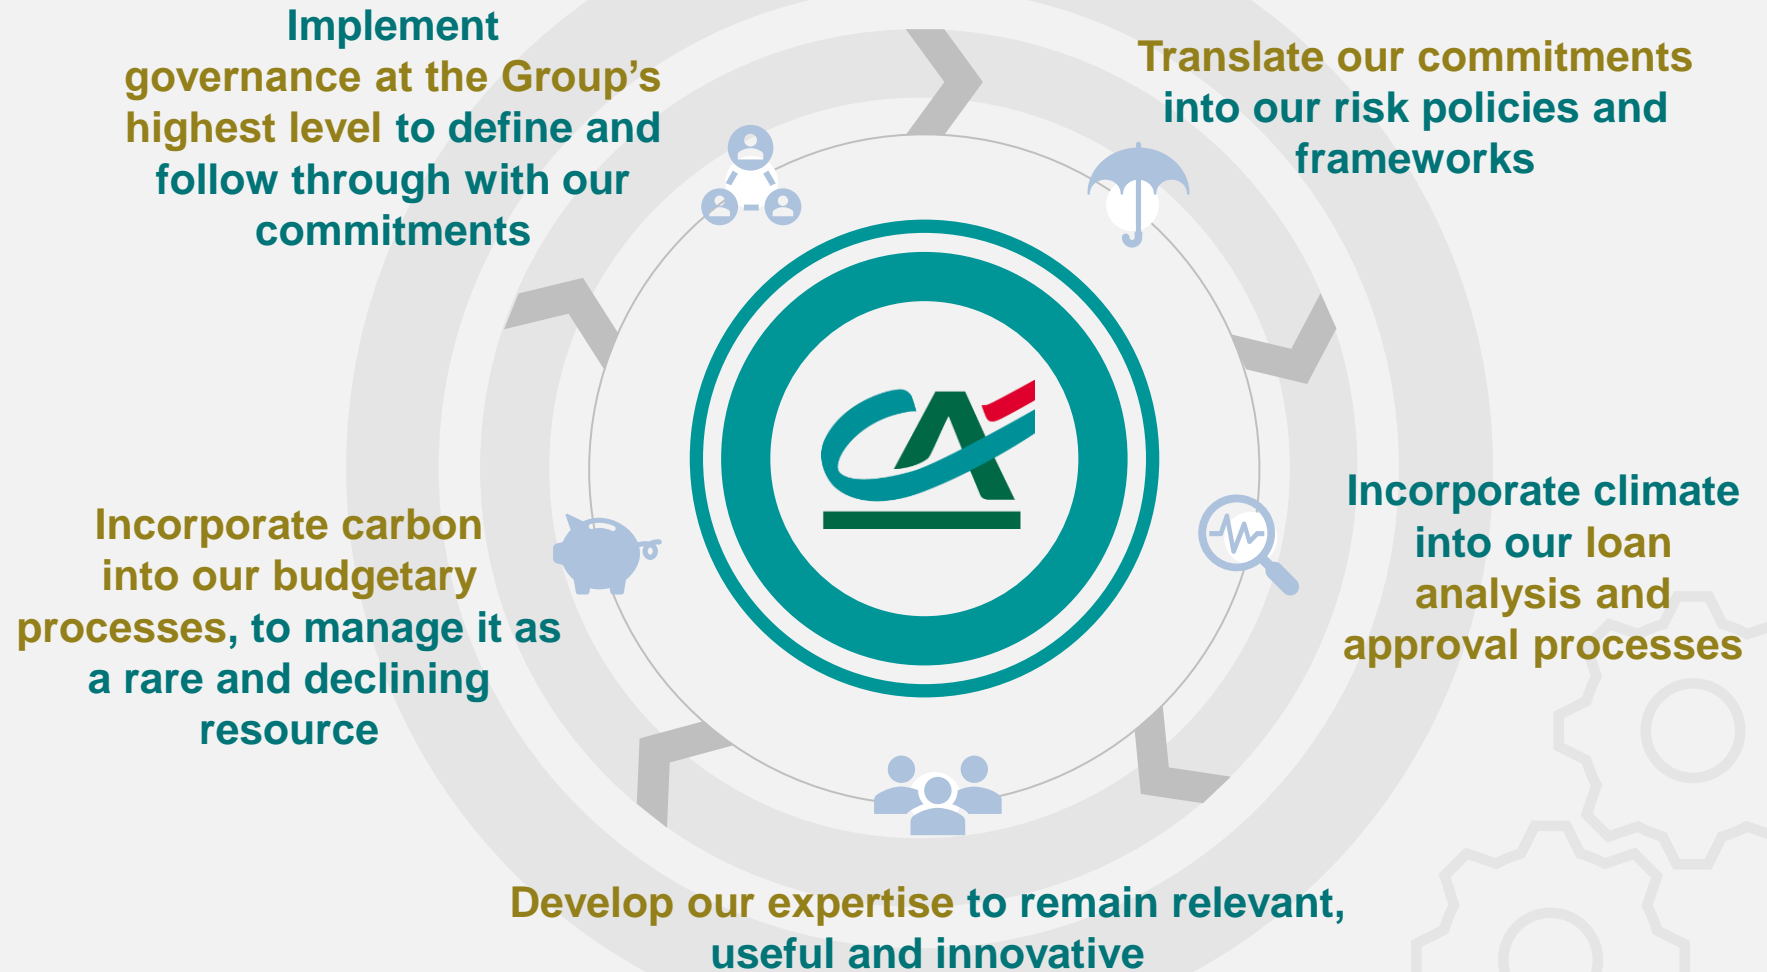 Implement
governance at the Group’s
highest level to define and
follow through with our
commitments
Translate our commitments
into our risk policies and
frameworks
Incorporate climate
into our loan
analysis and
approval processes
Develop our expertise to remain relevant,
useful and innovative
Incorporate carbon
into our budgetary
processes, to manage it as
a rare and declining
resource
CA